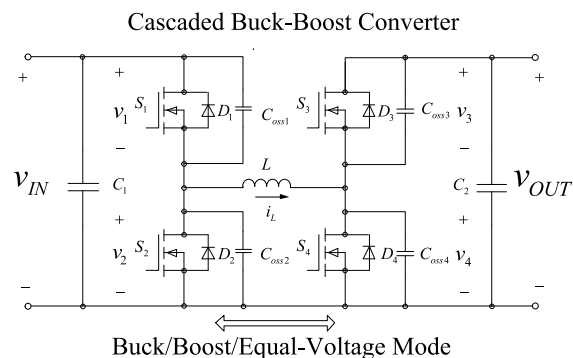 Cascaded Buck-Boost Converter
+ + + +
S1 D1 Coss1 S3 D3 Coss3
v1 v3
− −
vIN C1 L C2 vOUT
iL
+ +
S2 D2 Coss2 S4 D4 Coss4
v2 v4
− − − −
Buck/Boost/Equal-Voltage Mode